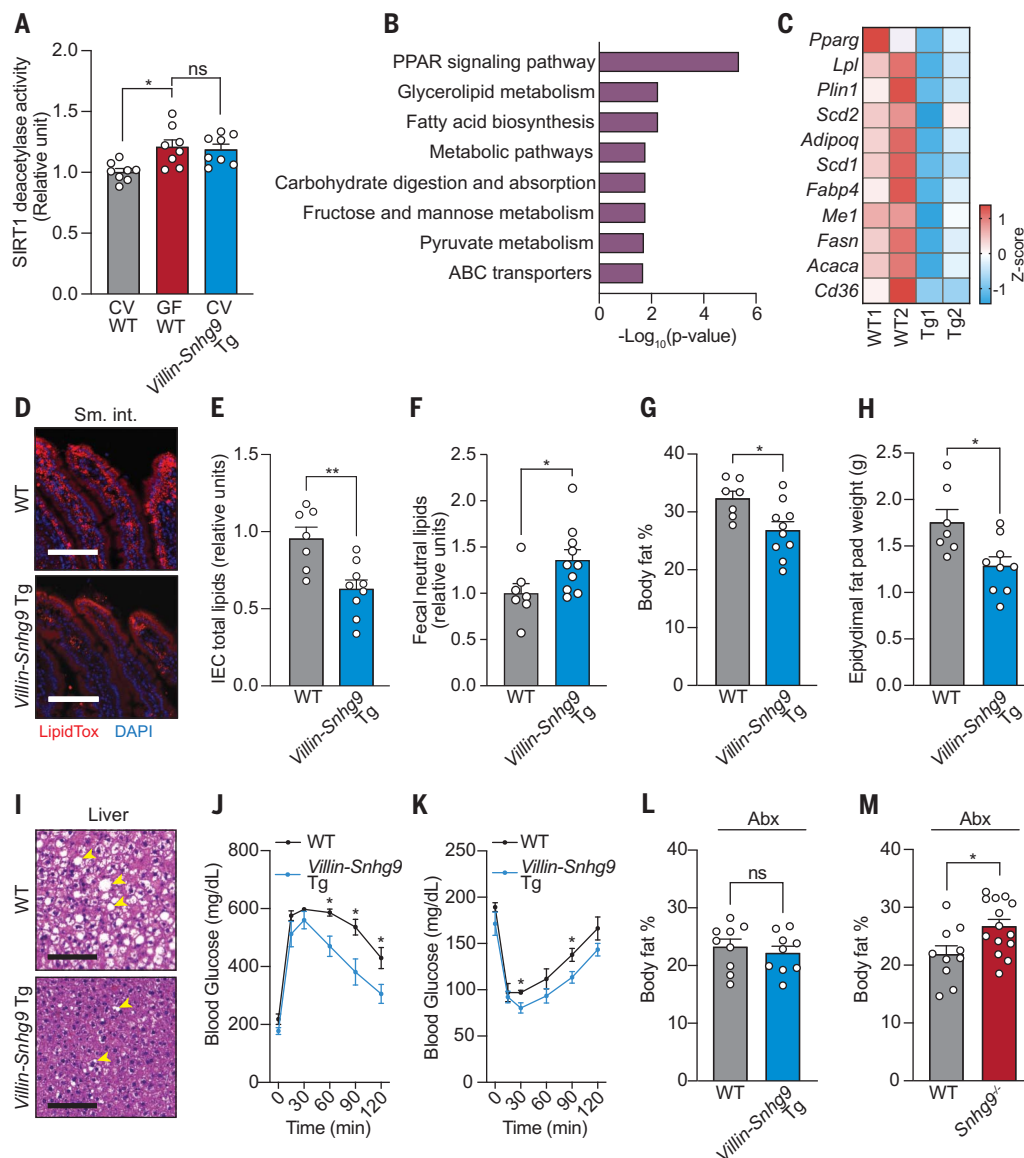 A
SIRT1 deacetylase activity
(Relative unit)
2.0
1.5
1.0
0.5
0.0
*
ns
CV
WT
GF
WT
CV
Villin-Snhg9
Tg
B
PPAR signaling pathway
Glycerolipid metabolism
Fatty acid biosynthesis
Metabolic pathways
Carbohydrate digestion and absorption
Fructose and mannose metabolism
Pyruvate metabolism
ABC transporters
0 2 4 6
-Log10(p-value)
C
Pparg
Lpl
Plin1
Scd2
Adipoq
Scd1
Fabp4
Me1
Fasn
Acaca
Cd36
WT1
WT2
Tg1
Tg2
1
0
-1
Z-score
D
Sm. int.
WT
Villin-Snhg9 Tg
LipidTox DAPI
E
IEC total lipids (relative units)
1.5
1.0
0.5
0.0
**
WT
Villin-Snhg9
Tg
F
Fecal neutral lipids
(relative units)
2.5
2.0
1.5
1.0
0.5
0.0
*
WT
Villin-Snhg9
Tg
G
Body fat %
40
30
20
10
0
*
WT
Villin-Snhg9
Tg
H
Epidydimal fat pad weight (g)
2.5
2.0
1.5
1.0
0.5
0.0
*
WT
Villin-Snhg9
Tg
I
Liver
WT
Villin-Snhg9 Tg
J
WT
Villin-Snhg9
Tg
Blood Glucose (mg/dL)
800
600
400
200
0
* * *
0 30 60 90 120
Time (min)
K
WT
Villin-Snhg9
Tg
Blood Glucose (mg/dL)
250
200
150
100
50
0
* *
0 30 60 90 120
Time (min)
L
Abx
Body fat %
40
30
20
10
0
ns
WT
Villin-Snhg9
Tg
M
Abx
Body fat %
40
30
20
10
0
*
WT
Snhg9-/-